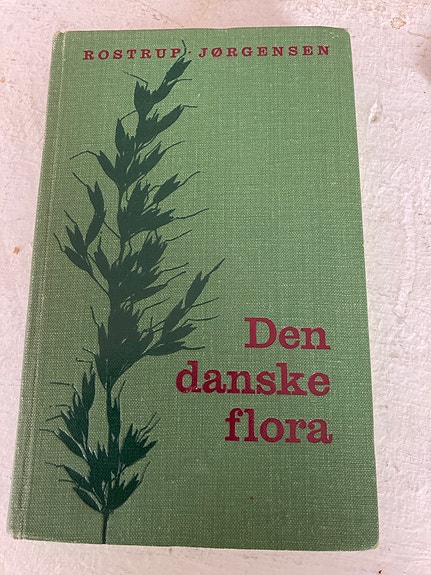 ROSTRUP · JØRGENSEN
Den
danske
flora